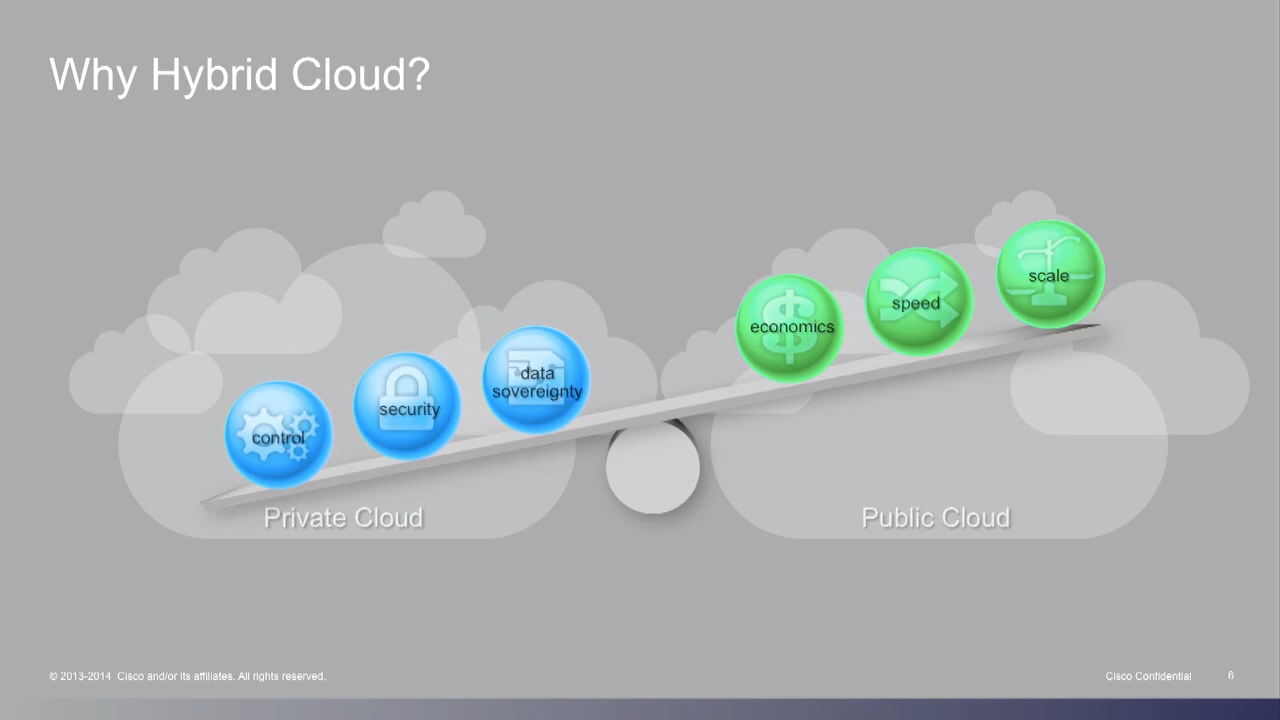 Why Hybrid Cloud?
control
security
data
sovereignty
economics
speed
scale
Private Cloud
Public Cloud
© 2013-2014 Cisco and/or its affiliates. All rights reserved.
Cisco Confidential
6